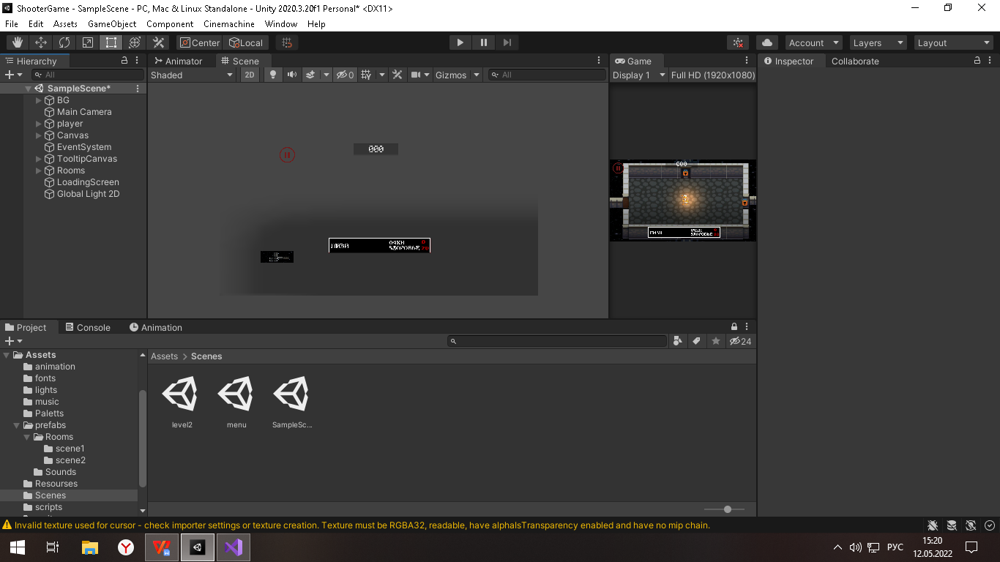 ShooterGame - SampleScene - PC, Mac & Linux Standalone - Unity 2020.3.20f1 Personal* <DX11>
File Edit Assets GameObject Component Cinemachine Window Help
Center Local Account Layers Layout
Hierarchy Animator Scene Game Inspector Collaborate
All Shaded 2D 0 Gizmos All Display 1 Full HD (1920x1080)
SampleScene*
BG
Main Camera
player
Canvas
EventSystem
TooltipCanvas
Rooms
LoadingScreen
Global Light 2D
000
ОЧКИ 0
ЗДОРОВЬЕ 20
Project Console Animation
24
Assets
animation
fonts
lights
music
Paletts
prefabs
Rooms
scene1
scene2
Sounds
Resourses
Scenes
scripts
Assets > Scenes
level2 menu SampleSc...
Invalid texture used for cursor - check importer settings or texture creation. Texture must be RGBA32, readable, have alphaIsTransparency enabled and have no mip chain.
РУС
15:20
12.05.2022